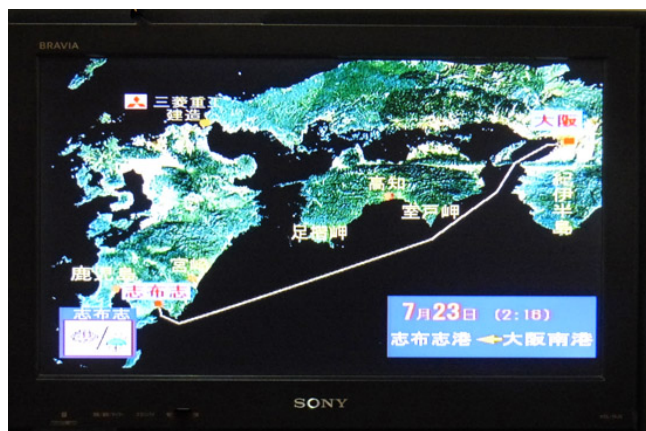 BRAVIA
三菱重工
建造
大阪
高知
室戸岬
足摺岬
紀伊半島
鹿児島
宮崎
志布志
志布志
7月23日 (2:16)
志布志港 ← 大阪南港
SONY